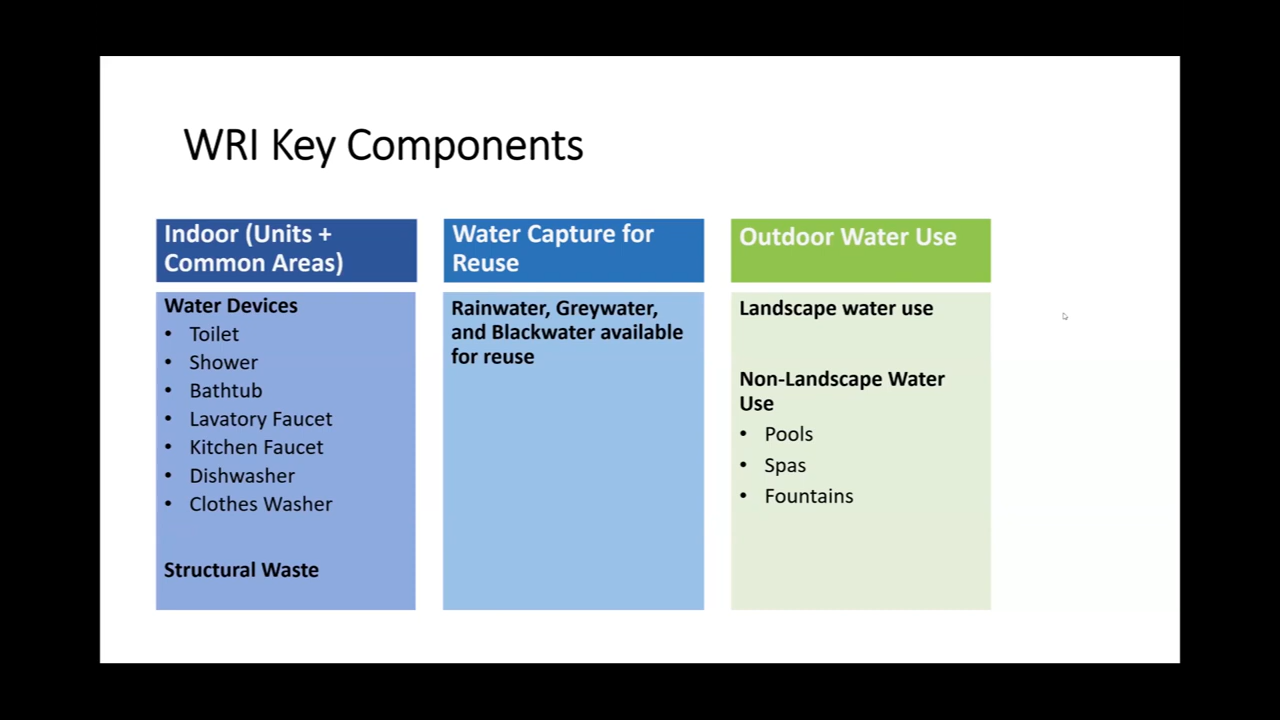 WRI Key Components
Indoor (Units +
Common Areas)
Water Devices
• Toilet
• Shower
• Bathtub
• Lavatory Faucet
• Kitchen Faucet
• Dishwasher
• Clothes Washer
Structural Waste
Water Capture for
Reuse
Rainwater, Greywater,
and Blackwater available
for reuse
Outdoor Water Use
Landscape water use
Non-Landscape Water
Use
• Pools
• Spas
• Fountains